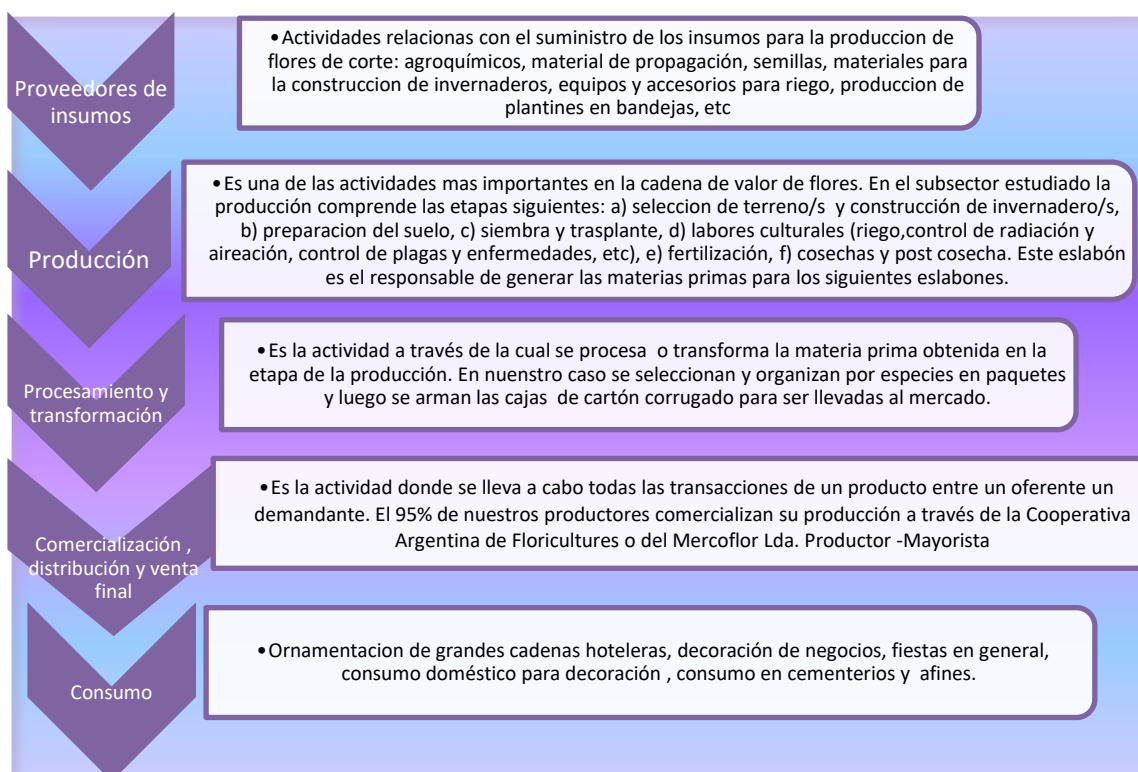 Proveedores de
insumos
•Actividades relacionas con el suministro de los insumos para la produccion de
flores de corte: agroquímicos, material de propagación, semillas, materiales para
la construccion de invernaderos, equipos y accesorios para riego, produccion de
plantines en bandejas, etc
Producción
•Es una de las actividades mas importantes en la cadena de valor de flores. En el subsector estudiado la
producción comprende las etapas siguientes: a) seleccion de terreno/s y construcción de invernadero/s,
b) preparacion del suelo, c) siembra y trasplante, d) labores culturales (riego,control de radiación y
aireación, control de plagas y enfermedades, etc), e) fertilización, f) cosechas y post cosecha. Este eslabón
es el responsable de generar las materias primas para los siguientes eslabones.
Procesamiento y
transformación
•Es la actividad a través de la cual se procesa o transforma la materia prima obtenida en la
etapa de la producción. En nuenstro caso se seleccionan y organizan por especies en paquetes
y luego se arman las cajas de cartón corrugado para ser llevadas al mercado.
Comercialización ,
distribución y venta
final
•Es la actividad donde se lleva a cabo todas las transacciones de un producto entre un oferente un
demandante. El 95% de nuestros productores comercializan su producción a través de la Cooperativa
Argentina de Floricultures o del Mercoflor Lda. Productor -Mayorista
Consumo
•Ornamentacion de grandes cadenas hoteleras, decoración de negocios, fiestas en general,
consumo doméstico para decoración , consumo en cementerios y afines.